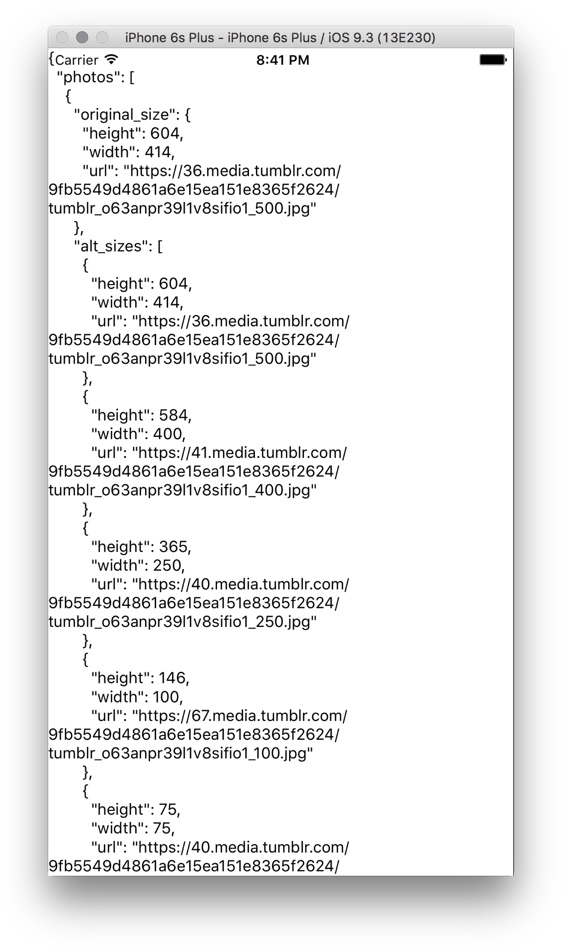 iPhone 6s Plus - iPhone 6s Plus / iOS 9.3 (13E230)
Carrier 8:41 PM
{
"photos": [
{
"original_size": {
"height": 604,
"width": 414,
"url": "https://36.media.tumblr.com/
9fb5549d4861a6e15ea151e8365f2624/
tumblr_o63anpr39l1v8sifio1_500.jpg"
},
"alt_sizes": [
{
"height": 604,
"width": 414,
"url": "https://36.media.tumblr.com/
9fb5549d4861a6e15ea151e8365f2624/
tumblr_o63anpr39l1v8sifio1_500.jpg"
},
{
"height": 584,
"width": 400,
"url": "https://41.media.tumblr.com/
9fb5549d4861a6e15ea151e8365f2624/
tumblr_o63anpr39l1v8sifio1_400.jpg"
},
{
"height": 365,
"width": 250,
"url": "https://40.media.tumblr.com/
9fb5549d4861a6e15ea151e8365f2624/
tumblr_o63anpr39l1v8sifio1_250.jpg"
},
{
"height": 146,
"width": 100,
"url": "https://67.media.tumblr.com/
9fb5549d4861a6e15ea151e8365f2624/
tumblr_o63anpr39l1v8sifio1_100.jpg"
},
{
"height": 75,
"width": 75,
"url": "https://40.media.tumblr.com/
9fb5549d4861a6e15ea151e8365f2624/